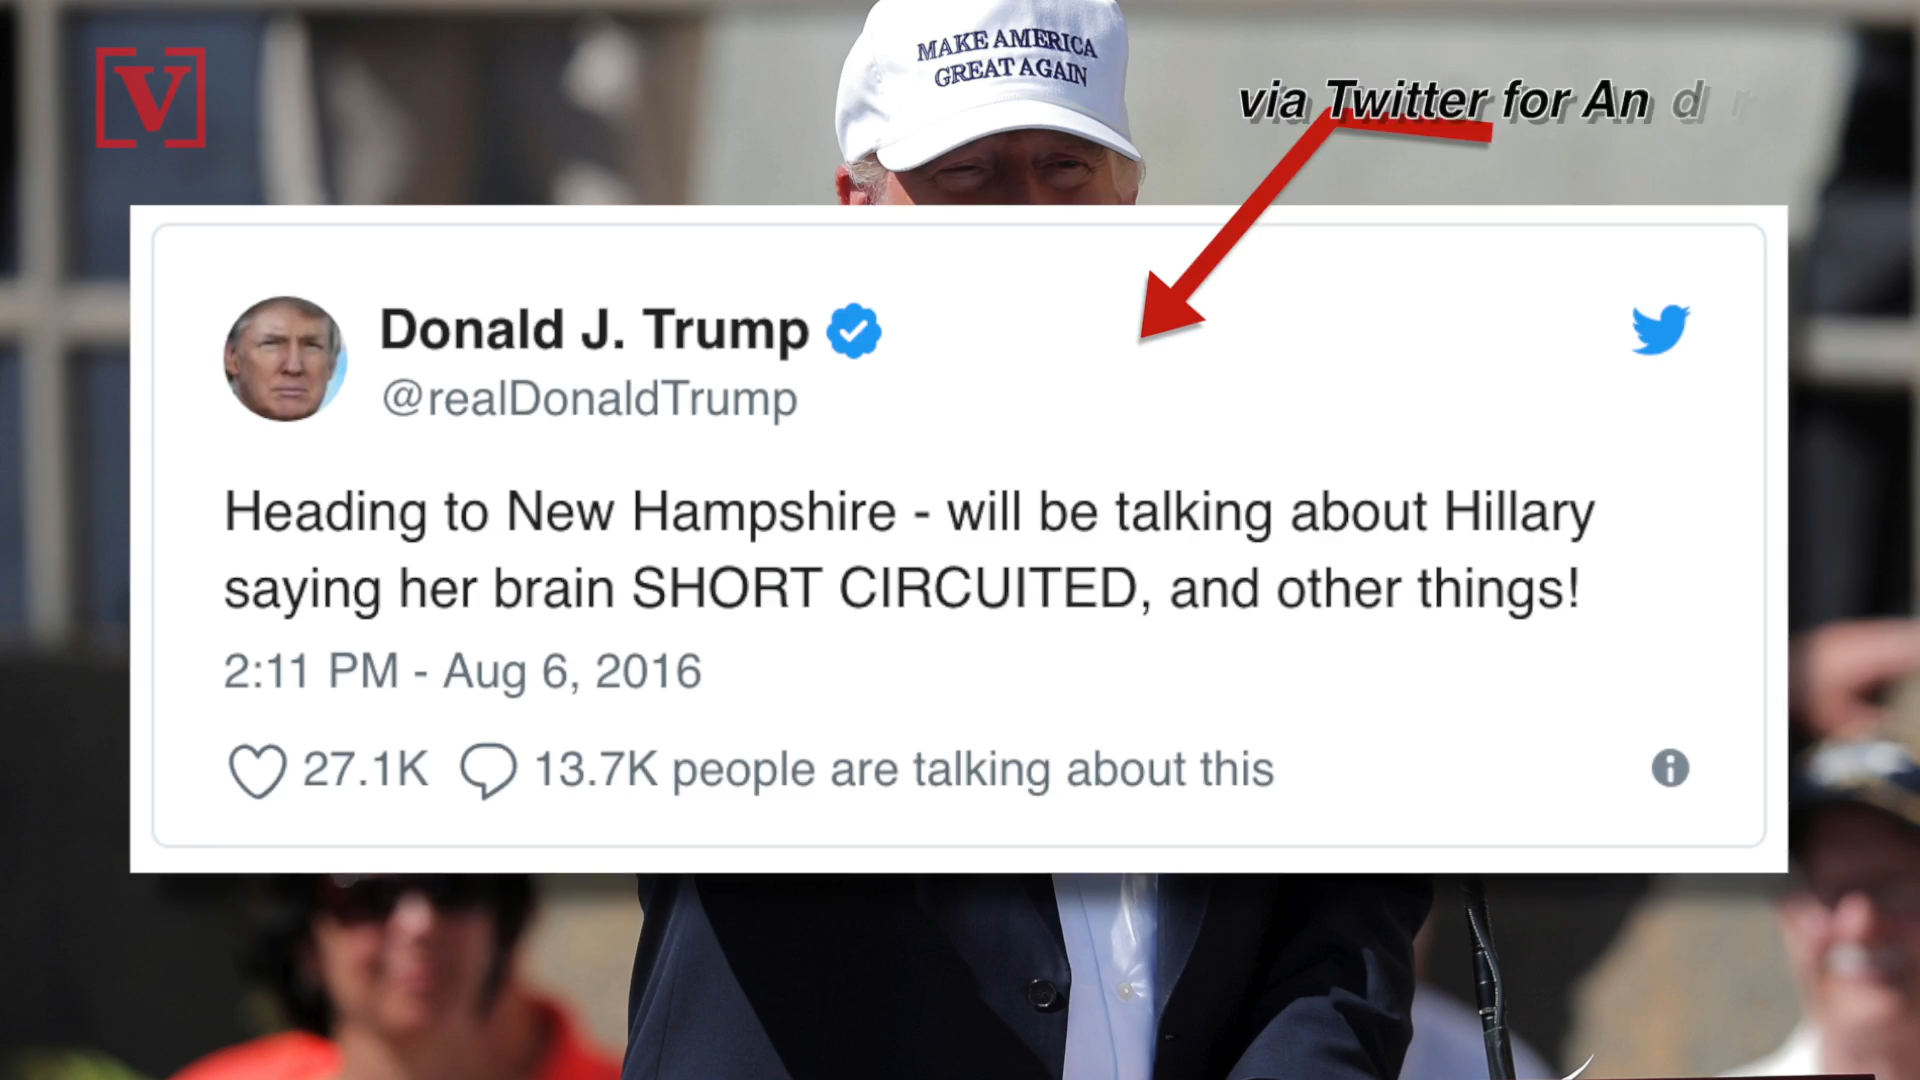 V
MAKE AMERICA
GREAT AGAIN
via Twitter for And r
Donald J. Trump
@realDonaldTrump
Heading to New Hampshire - will be talking about Hillary
saying her brain SHORT CIRCUITED, and other things!
2:11 PM - Aug 6, 2016
27.1K 13.7K people are talking about this